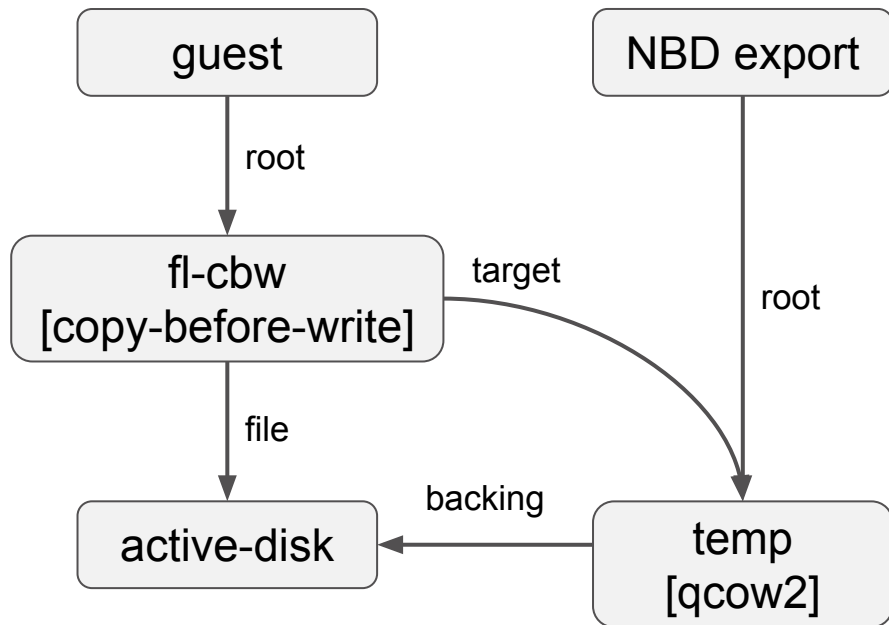 guest
NBD export
root
fl-cbw
[copy-before-write]
target
root
file
backing
active-disk
temp
[qcow2]